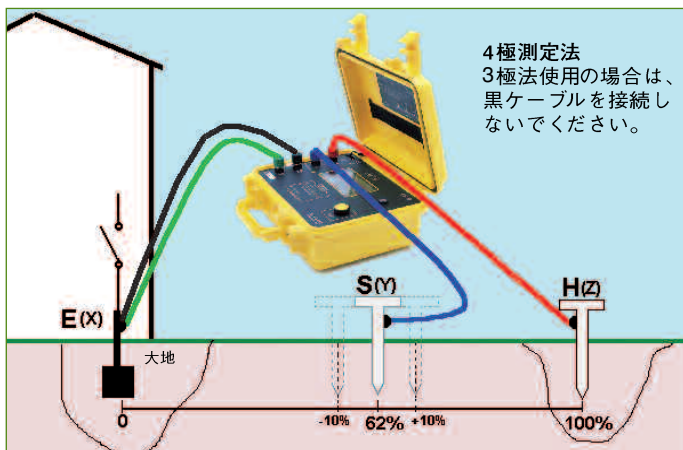 4極測定法
3極法使用の場合は、
黒ケーブルを接続し
ないでください。
S(Y)
H(Z)
E(X)
大地
0
-10%
62%
+10%
100%